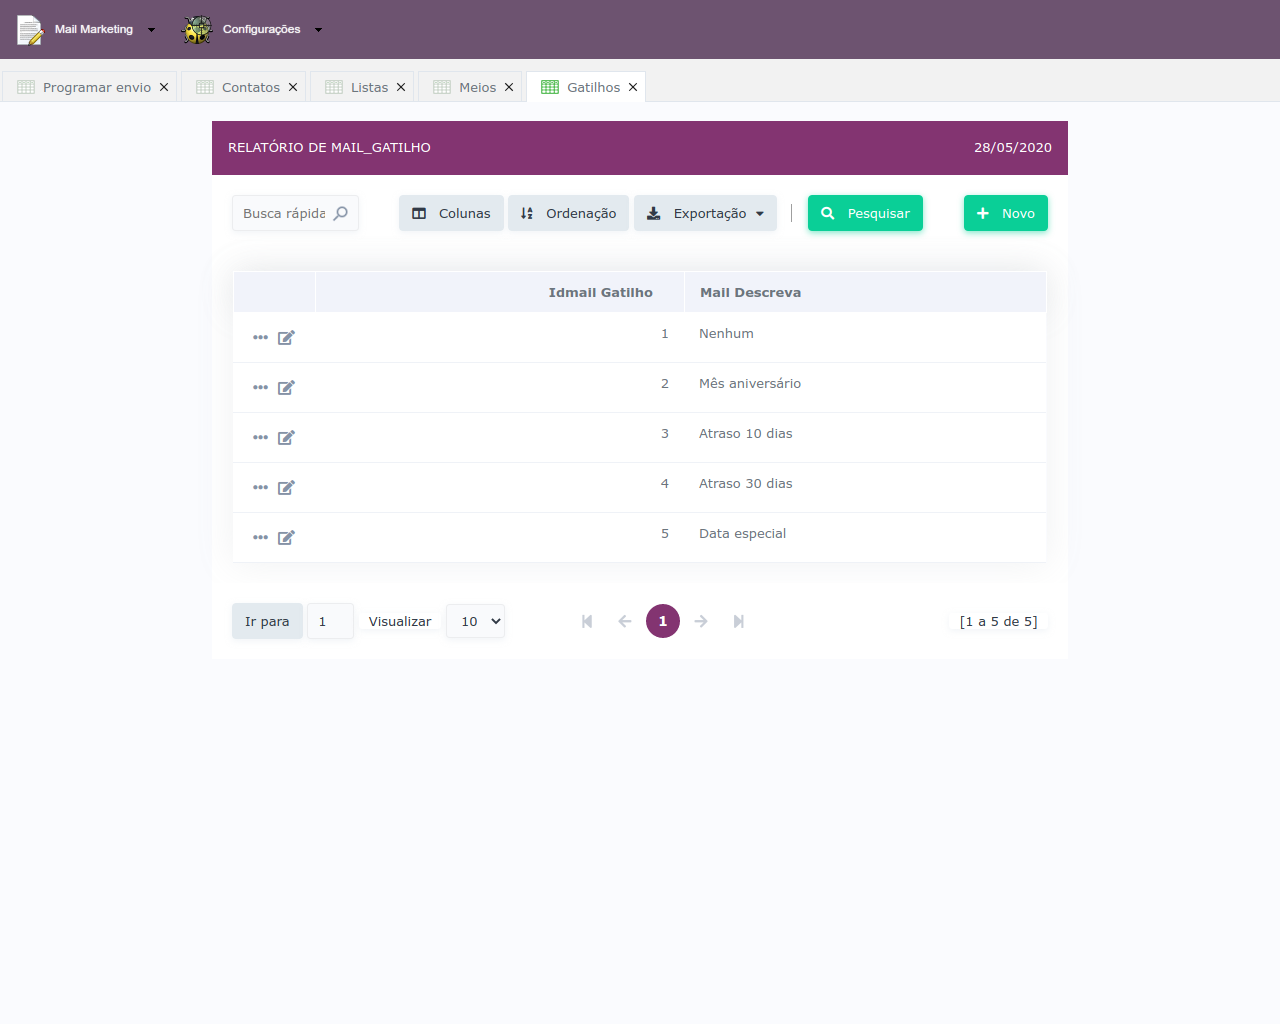 Mail Marketing Configurações
Programar envio Contatos Listas Meios Gatilhos
RELATÓRIO DE MAIL_GATILHO 28/05/2020
Busca rápida Colunas Ordenação Exportação Pesquisar Novo
Idmail Gatilho Mail Descreva
1 Nenhum
2 Mês aniversário
3 Atraso 10 dias
4 Atraso 30 dias
5 Data especial
Ir para 1 Visualizar 10 1 [1 a 5 de 5]